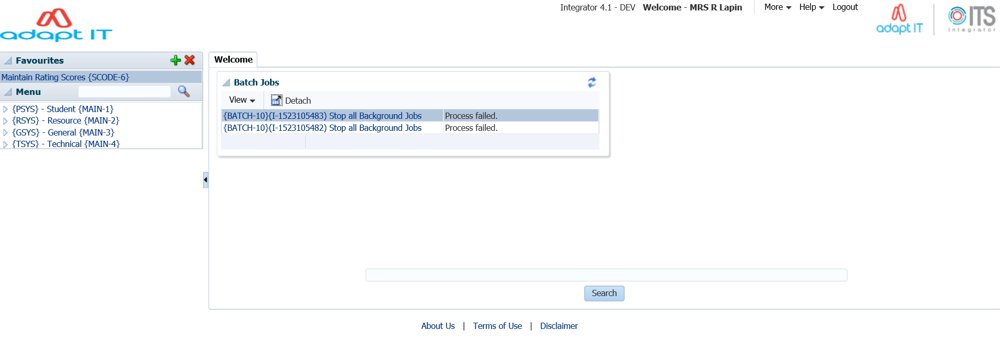 Integrator 4.1 - DEV Welcome - MRS R Lapin More Help Logout
adapt IT
adapt IT
ITS
Integrator
Favourites
Maintain Rating Scores {SCODE-6}
Menu
{PSYS} - Student {MAIN-1}
{RSYS} - Resource {MAIN-2}
{GSYS} - General {MAIN-3}
{TSYS} - Technical {MAIN-4}
Welcome
Batch Jobs
View Detach
{BATCH-10}(I-1523105483) Stop all Background Jobs Process failed.
{BATCH-10}(I-1523105482) Stop all Background Jobs Process failed.
Search
About Us | Terms of Use | Disclaimer